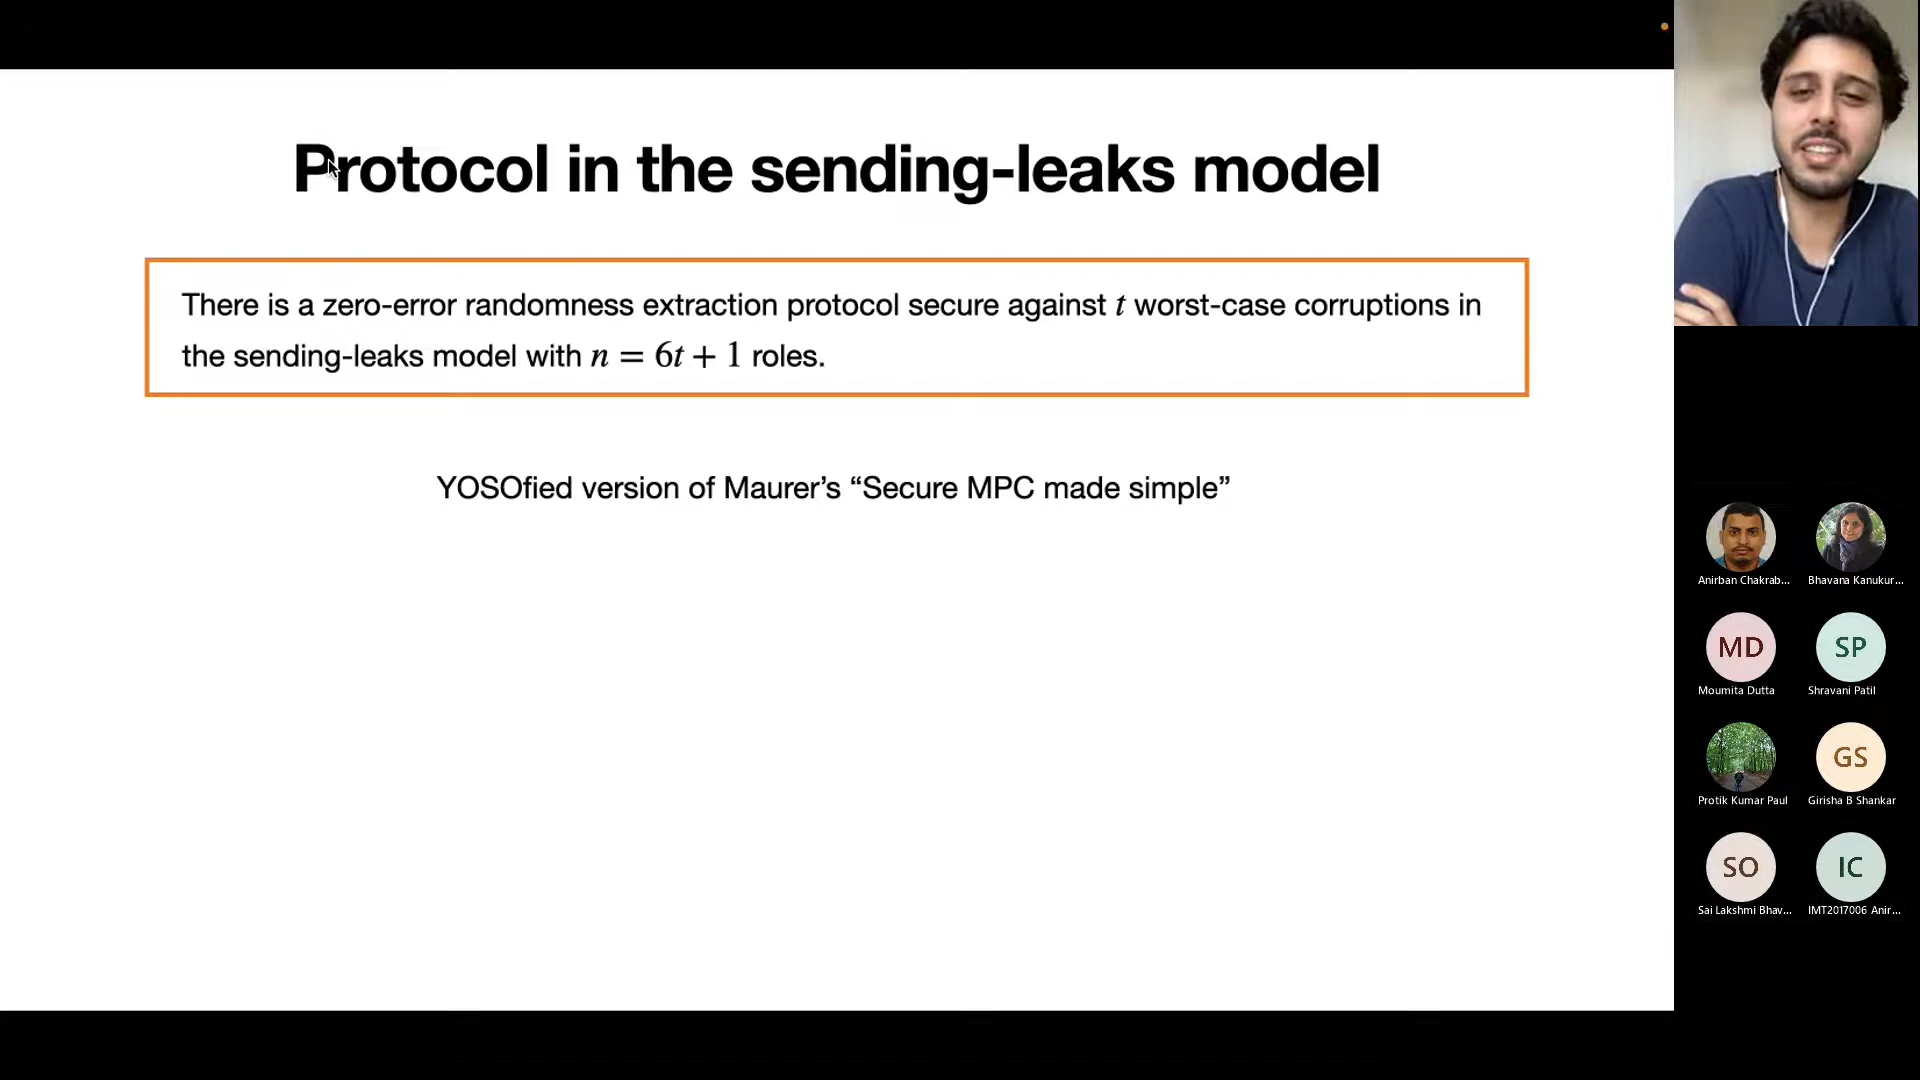 Protocol in the sending-leaks model
There is a zero-error randomness extraction protocol secure against t worst-case corruptions in
the sending-leaks model with n = 6t + 1 roles.
YOSOfied version of Maurer’s “Secure MPC made simple”
Anirban Chakrab...
Bhavana Kanukur...
MD
SP
Moumita Dutta
Shravani Patil
GS
Protik Kumar Paul
Girisha B Shankar
SO
IC
Sai Lakshmi Bhav...
IMT2017006 Anir...